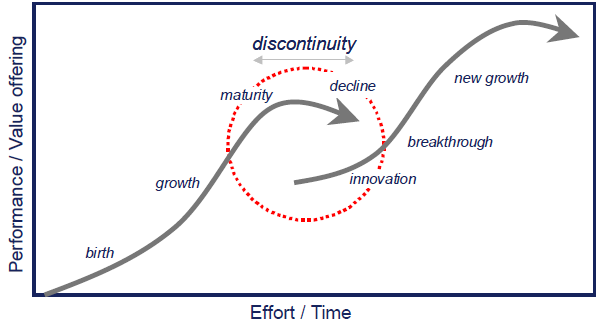 discontinuity
maturity
decline
new growth
breakthrough
growth
innovation
birth
Performance / Value offering
Effort / Time